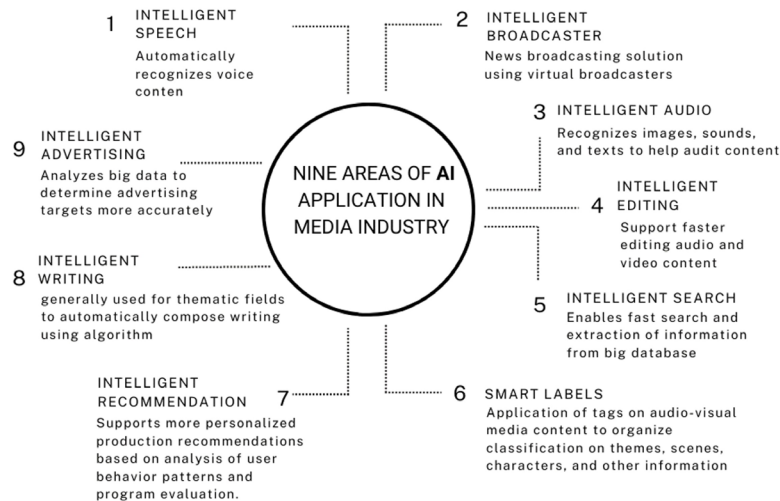 1 INTELLIGENT
SPEECH
Automatically
recognizes voice
conten
2 INTELLIGENT
BROADCASTER
News broadcasting solution
using virtual broadcasters
3 INTELLIGENT AUDIO
Recognizes images, sounds,
and texts to help audit content
4 INTELLIGENT
EDITING
Support faster
editing audio and
video content
5 INTELLIGENT SEARCH
Enables fast search and
extraction of information
from big database
6 SMART LABELS
Application of tags on audio-visual
media content to organize
classification on themes, scenes,
characters, and other information
INTELLIGENT
RECOMMENDATION 7
Supports more personalized
production recommendations
based on analysis of user
behavior patterns and
program evaluation.
8 INTELLIGENT
WRITING
generally used for thematic fields
to automatically compose writing
using algorithm
9 INTELLIGENT
ADVERTISING
Analyzes big data to
determine advertising
targets more accurately
NINE AREAS OF AI
APPLICATION IN
MEDIA INDUSTRY